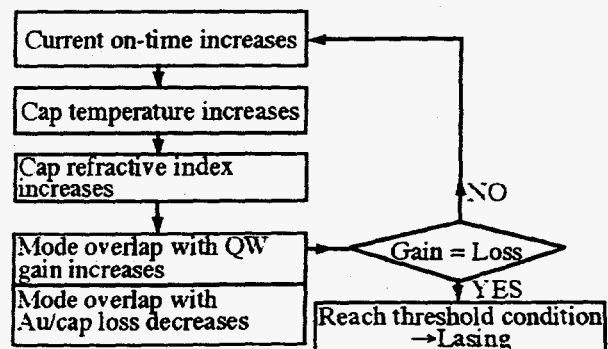 Current on-time increases
Cap temperature increases
Cap refractive index
increases
NO
Mode overlap with QW
gain increases
Gain = Loss
Mode overlap with
Au/cap loss decreases
YES
Reach threshold condition
→Lasing